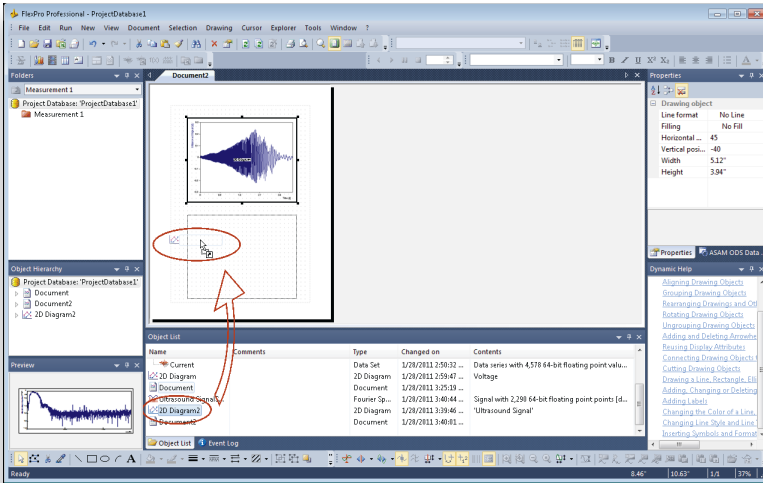 FlexPro Professional - ProjectDatabase1
File Edit Run New View Document Selection Drawing Cursor Explorer Tools Window ?
B Z U X² X₂
Folders
Measurement 1
Project Database: 'ProjectDatabase1'
Measurement 1
Document2
Properties
Drawing object
Line format No Line
Filling No Fill
Horizontal ... 45
Vertical posi... -40
Width 5.12"
Height 3.94"
Properties ASAM ODS Data...
Object Hierarchy
Project Database: 'ProjectDatabase1'
Document
Document2
2D Diagram2
Dynamic Help
Aligning Drawing Objects
Grouping Drawing Objects
Rearranging Drawings and Oth
Rotating Drawing Objects
Ungrouping Drawing Objects
Adding and Deleting Arrowhe
Reusing Display Attributes
Connecting Drawing Objects t
Cutting Drawing Objects
Drawing a Line, Rectangle, Elli
Adding, Changing or Deleting
Adding Labels
Changing the Color of a Line,
Changing Line Style and Line
Inserting Symbols and Format
Object List
Name Comments Type Changed on Contents
Current Data Set 1/28/2011 2:50:32 ... Data series with 4,578 64-bit floating point valu...
2D Diagram 2D Diagram 1/28/2011 2:59:47 ... Voltage
Document Document 1/28/2011 3:25:19 ...
Ultrasound Signal Fourier Sp... 1/28/2011 3:40:44 ... Signal with 2,290 64-bit floating point points [d...
2D Diagram2 2D Diagram 1/28/2011 3:39:46 ... 'Ultrasound Signal'
Document2 Document 1/28/2011 3:40:01 ...
Object List Event Log
Preview
A
Ready 8.46" 10.63" 1/1 37%